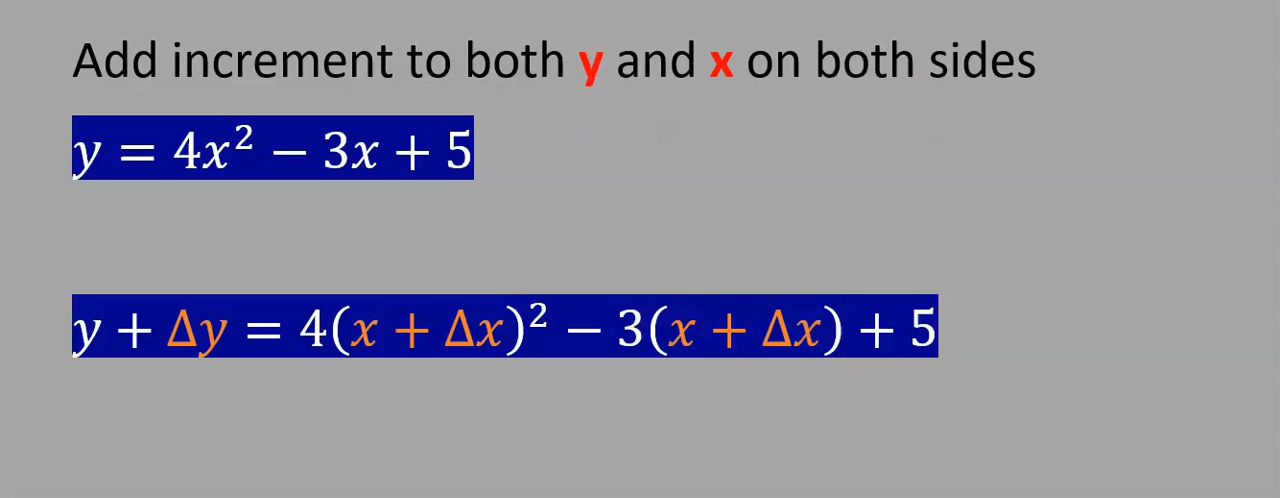 Add increment to both y and x on both sides
y = 4x² − 3x + 5
y + Δy = 4(x + Δx)² − 3(x + Δx) + 5